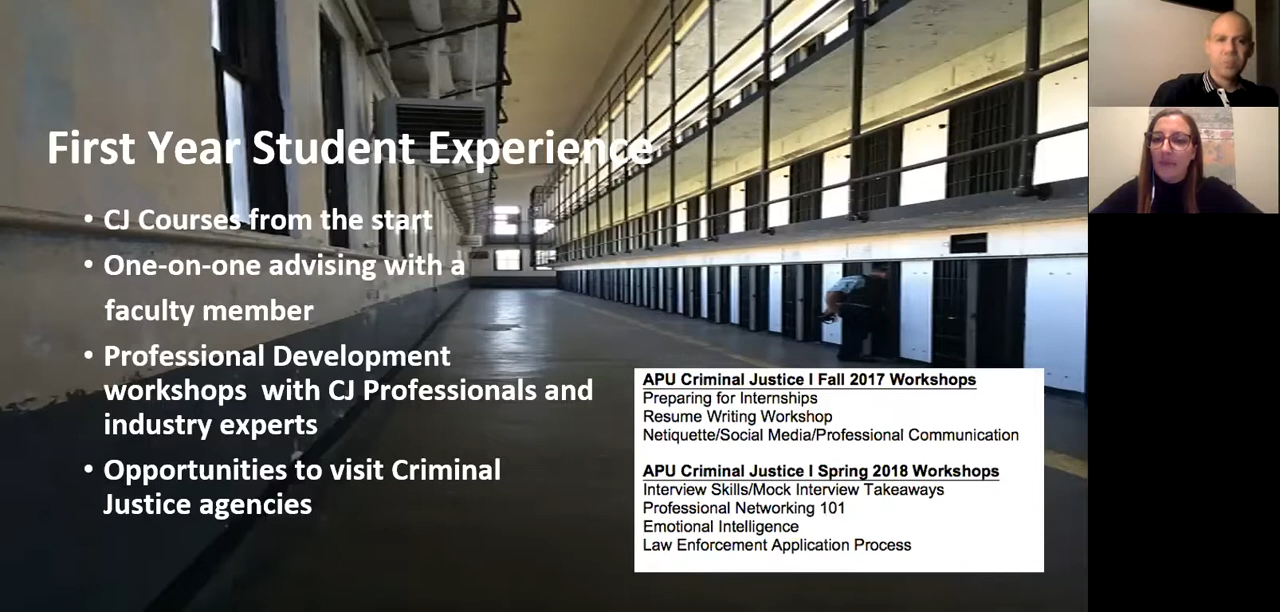 First Year Student Experience
• CJ Courses from the start
• One-on-one advising with a
faculty member
• Professional Development
workshops with CJ Professionals and
industry experts
• Opportunities to visit Criminal
Justice agencies
APU Criminal Justice I Fall 2017 Workshops
Preparing for Internships
Resume Writing Workshop
Netiquette/Social Media/Professional Communication
APU Criminal Justice I Spring 2018 Workshops
Interview Skills/Mock Interview Takeaways
Professional Networking 101
Emotional Intelligence
Law Enforcement Application Process